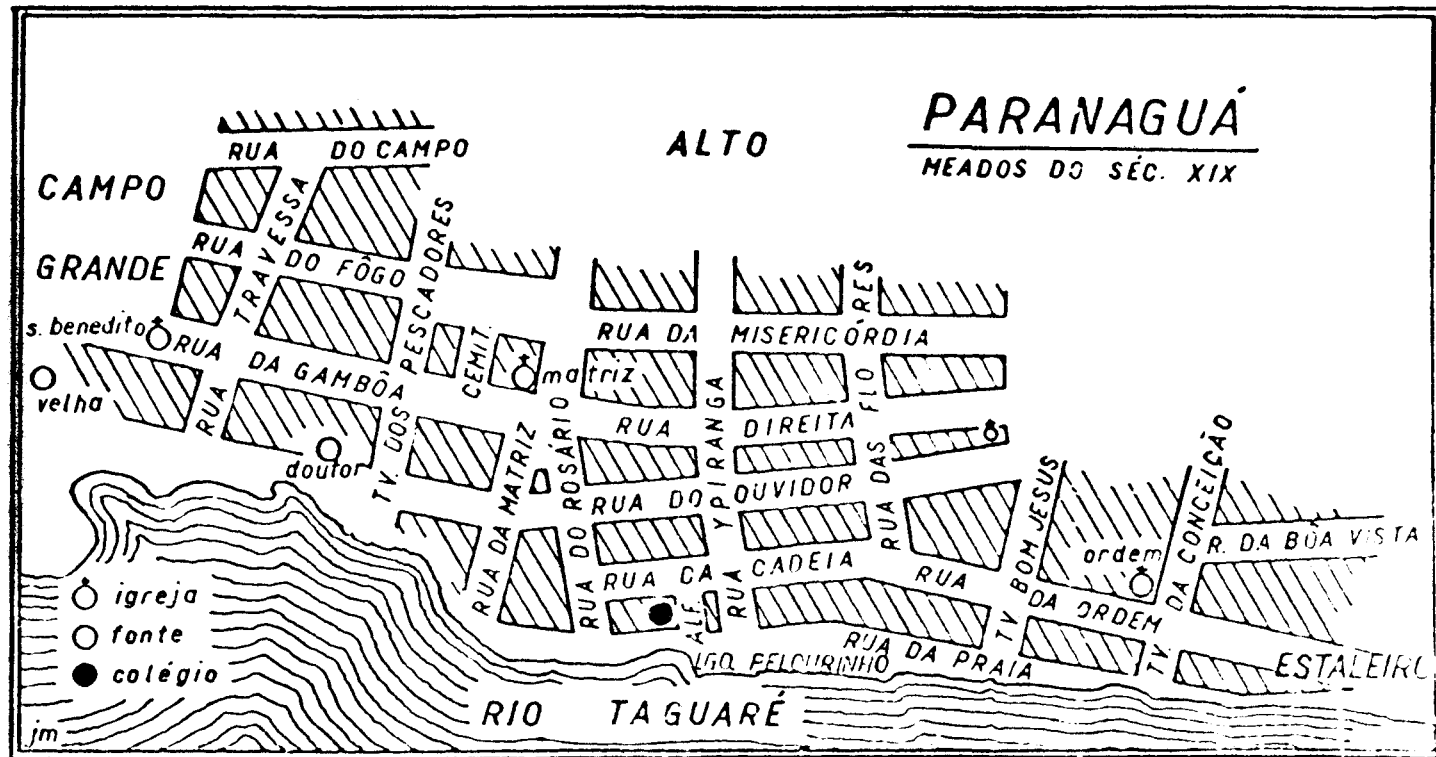 PARANAGUÁ
MEADOS DO SÉC. XIX
ALTO
CAMPO
GRANDE
RUA DO CAMPO
RUA DO FÔGO
RUA DA GAMBÔA
RUA TRAVESSA
TV. DOS PESCADORES
s. benedito
velha
doutor
CEMIT.
matriz
RUA DA MATRIZ
RUA DO ROSÁRIO
RUA DA MISERICÓRDIA
RUA DIREITA
RUA DO OUVIDOR
RUA DA CADEIA
RUA YPIRANGA
RUA DAS FLORES
ALF.
LGO. PELOURINHO
RUA DA PRAIA
RUA DA ORDEM
TV. BOM JESUS
ordem
TV. DA CONCEIÇÃO
R. DA BÔA VISTA
ESTALEIRO
igreja
fonte
colégio
RIO TAGUARÉ
jm